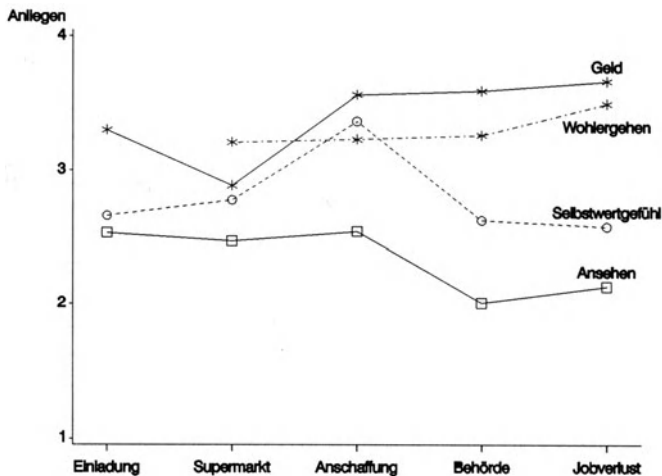 Anliegen
4
3
2
1
Geld
Wohlergehen
Selbstwertgefühl
Ansehen
Einladung Supermarkt Anschaffung Behörde Jobverlust